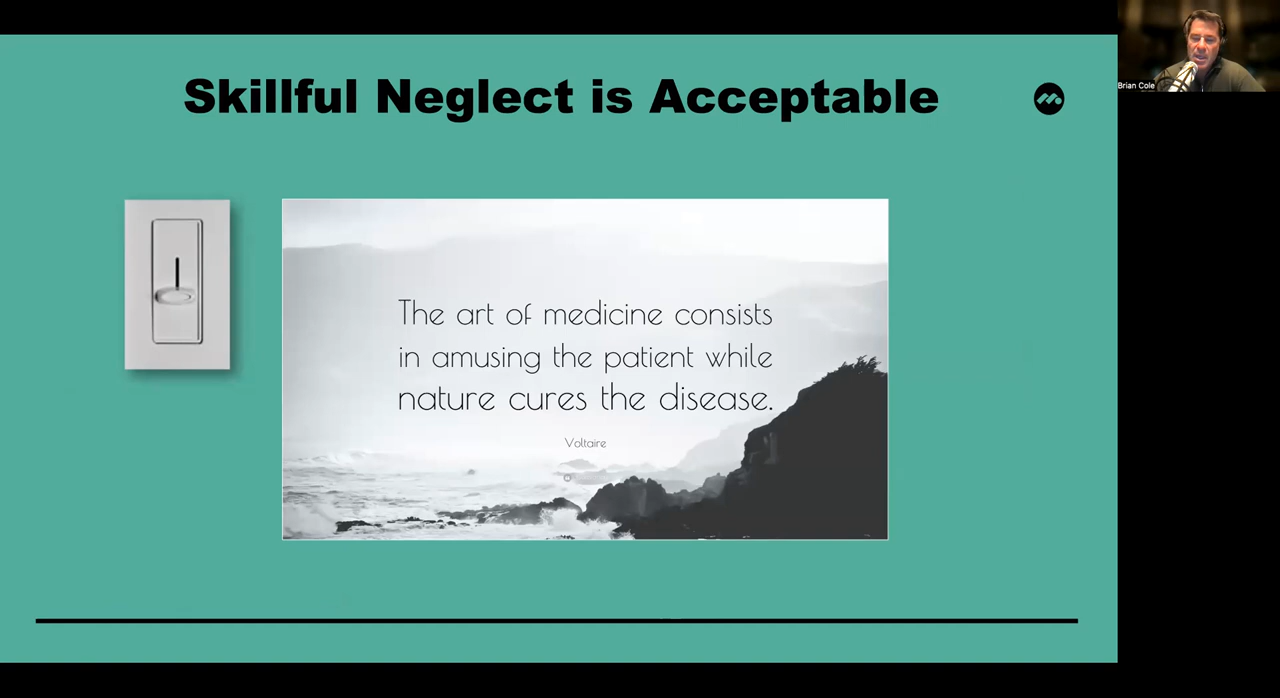 Skillful Neglect is Acceptable
Brian Cole
The art of medicine consists
in amusing the patient while
nature cures the disease.
Voltaire